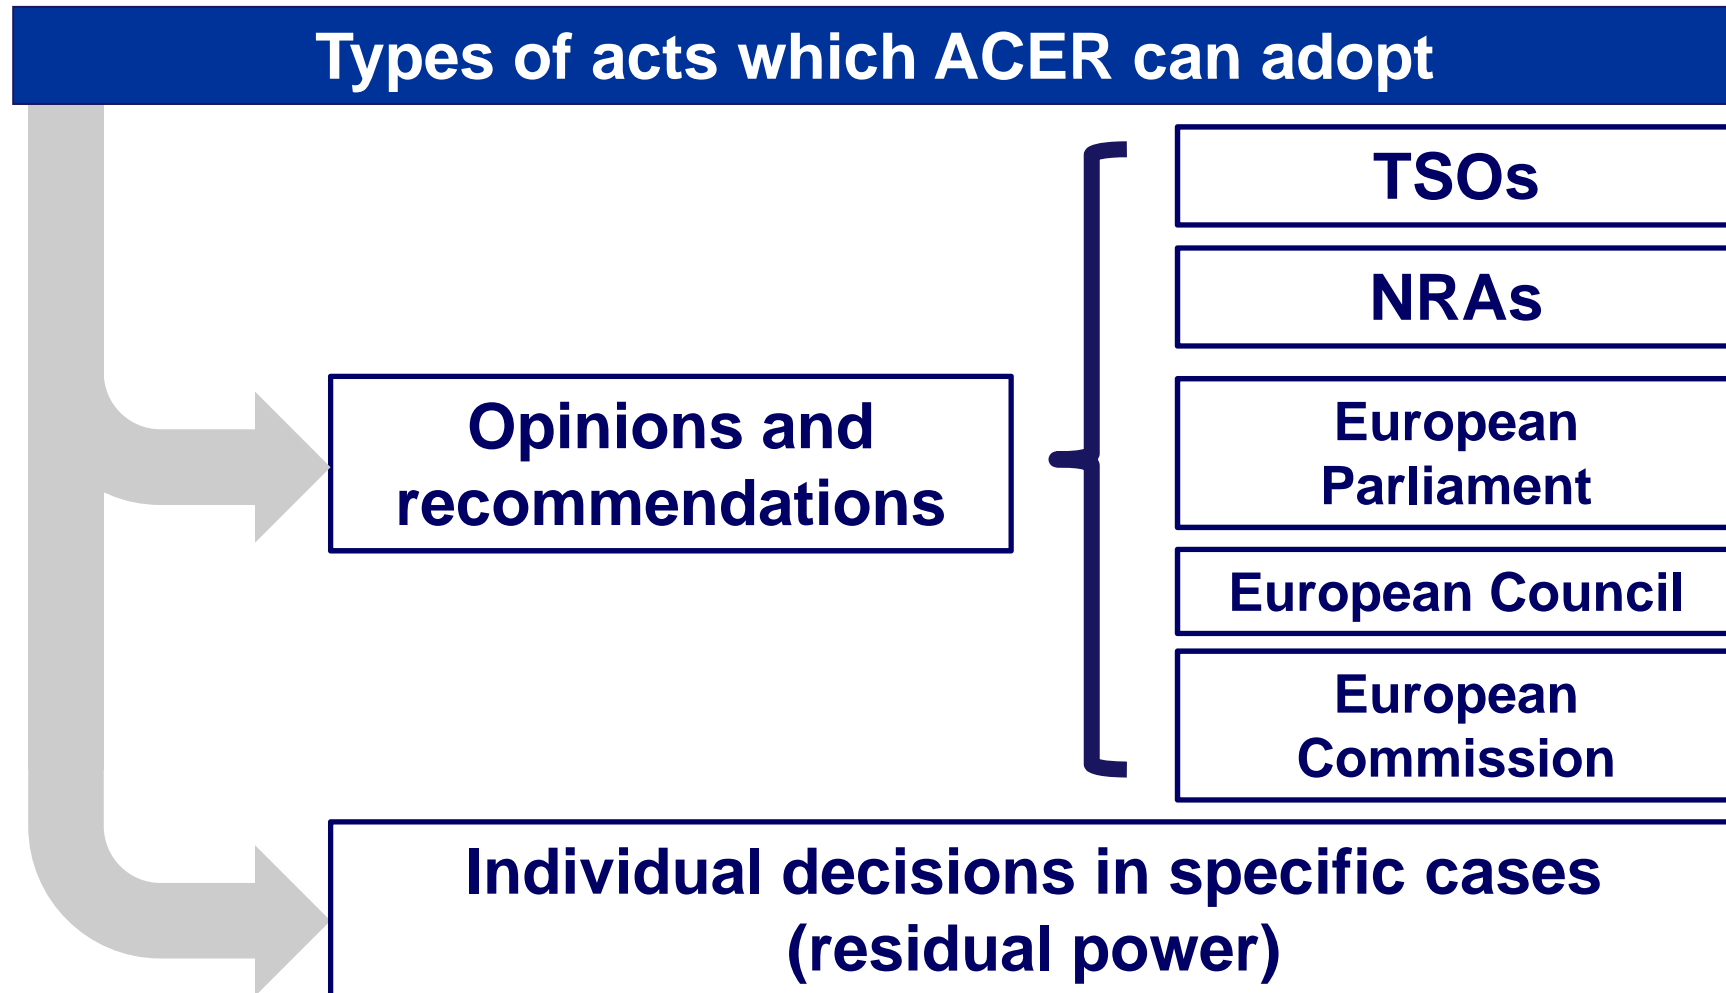 Types of acts which ACER can adopt
TSOs
NRAs
Opinions and
recommendations
European
Parliament
European Council
European
Commission
Individual decisions in specific cases
(residual power)